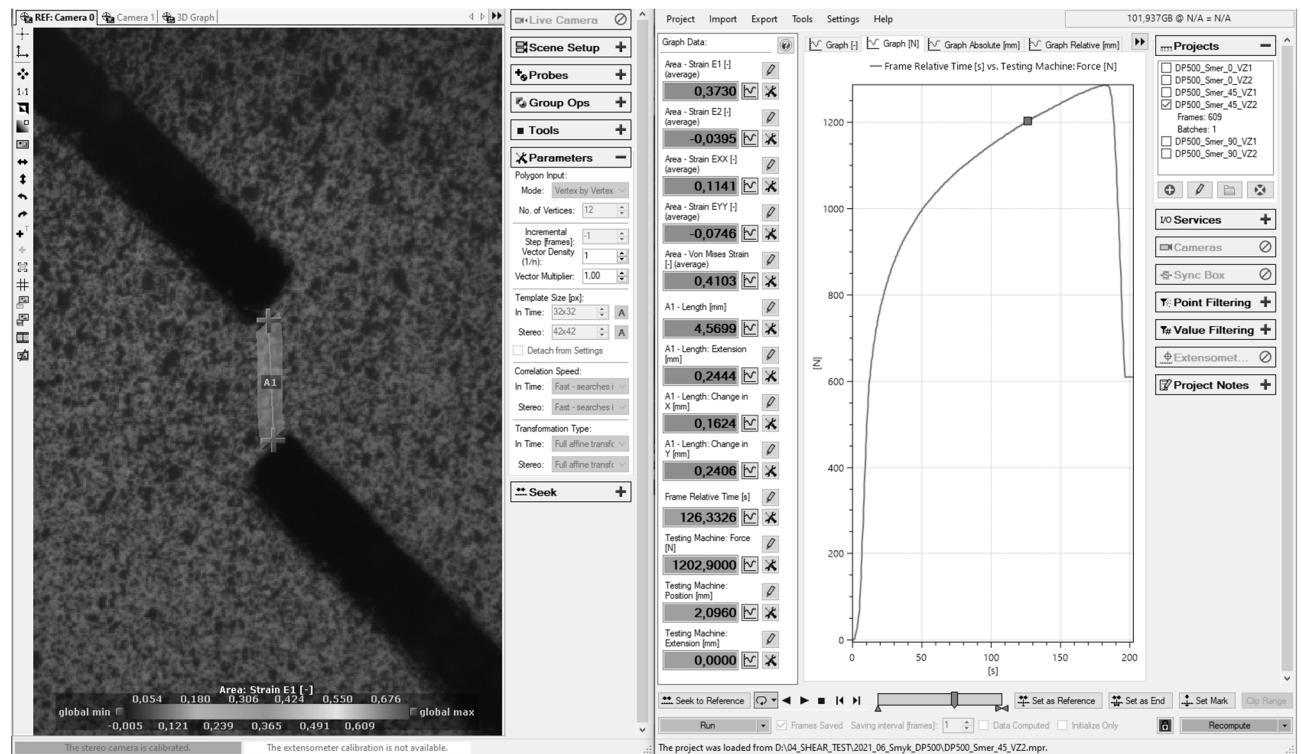 REF: Camera 0
Camera 1
3D Graph
1:1
A1
Area: Strain E1 [-]
0,054 0,180 0,306 0,424 0,550 0,676
global min
global max
-0,005 0,121 0,239 0,365 0,491 0,609
The stereo camera is calibrated.
The extensometer calibration is not available.
Live Camera
Scene Setup
Probes
Group Ops
Tools
Parameters
Polygon Input:
Mode: Vertex by Vertex
No. of Vertices: 12
Incremental
Step [frames]: -1
Vector Density
(1/n): 1
Vector Multiplier: 1,00
Template Size [px]:
In Time: 32x32 A
Stereo: 42x42 A
Detach from Settings
Correlation Speed:
In Time: Fast - searches i
Stereo: Fast - searches i
Transformation Type:
In Time: Full affine transfc
Stereo: Full affine transfc
Seek
Project Import Export Tools Settings Help
101,937GB @ N/A = N/A
Graph Data:
Area - Strain E1 [-]
(average)
0,3730
Area - Strain E2 [-]
(average)
-0,0395
Area - Strain EXX [-]
(average)
0,1141
Area - Strain EYY [-]
(average)
-0,0746
Area - Von Mises Strain
[-] (average)
0,4103
A1 - Length [mm]
4,5699
A1 - Length: Extension
[mm]
0,2444
A1 - Length: Change in
X [mm]
0,1624
A1 - Length: Change in
Y [mm]
0,2406
Frame Relative Time [s]
126,3326
Testing Machine: Force
[N]
1202,9000
Testing Machine:
Position [mm]
2,0960
Testing Machine:
Extension [mm]
0,0000
Graph [-]
Graph [N]
Graph Absolute [mm]
Graph Relative [mm]
Frame Relative Time [s] vs. Testing Machine: Force [N]
1200
1000
800
[N]
600
400
200
0
0 50 100 150 200
[s]
Projects
DP500_Smer_0_VZ1
DP500_Smer_0_VZ2
DP500_Smer_45_VZ1
DP500_Smer_45_VZ2
Frames: 609
Batches: 1
DP500_Smer_90_VZ1
DP500_Smer_90_VZ2
I/O Services
Cameras
Sync Box
Point Filtering
Value Filtering
Extensomet...
Project Notes
Seek to Reference
Set as Reference
Set as End
Set Mark
Clip Range
Run
Frames Saved
Saving interval [frames]: 1
Data Computed
Initialize Only
Recompute
The project was loaded from D:\04_SHEAR_TEST\2021_06_Smyk_DP500\DP500_Smer_45_VZ2.mpr.